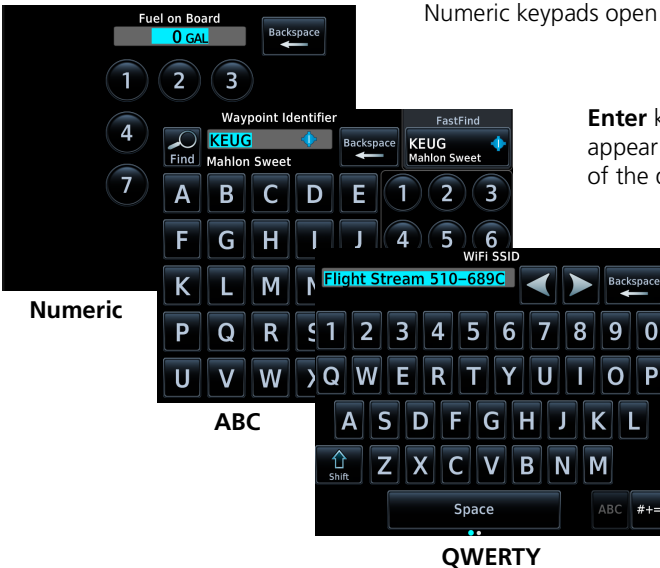 Numeric keypads open
Fuel on Board
0 GAL
Backspace
1 2 3
4
7
Numeric
Enter k
appear
of the
Waypoint Identifier
FastFind
Find
KEUG
Mahlon Sweet
Backspace
KEUG
Mahlon Sweet
A B C D E 1 2 3
F G H I J 4 5 6
K L M N
P Q R S
U V W X
ABC
WiFi SSID
Flight Stream 510-689C
Backspace
1 2 3 4 5 6 7 8 9 0
Q W E R T Y U I O P
A S D F G H J K L
Shift Z X C V B N M
Space ABC #+=
QWERTY